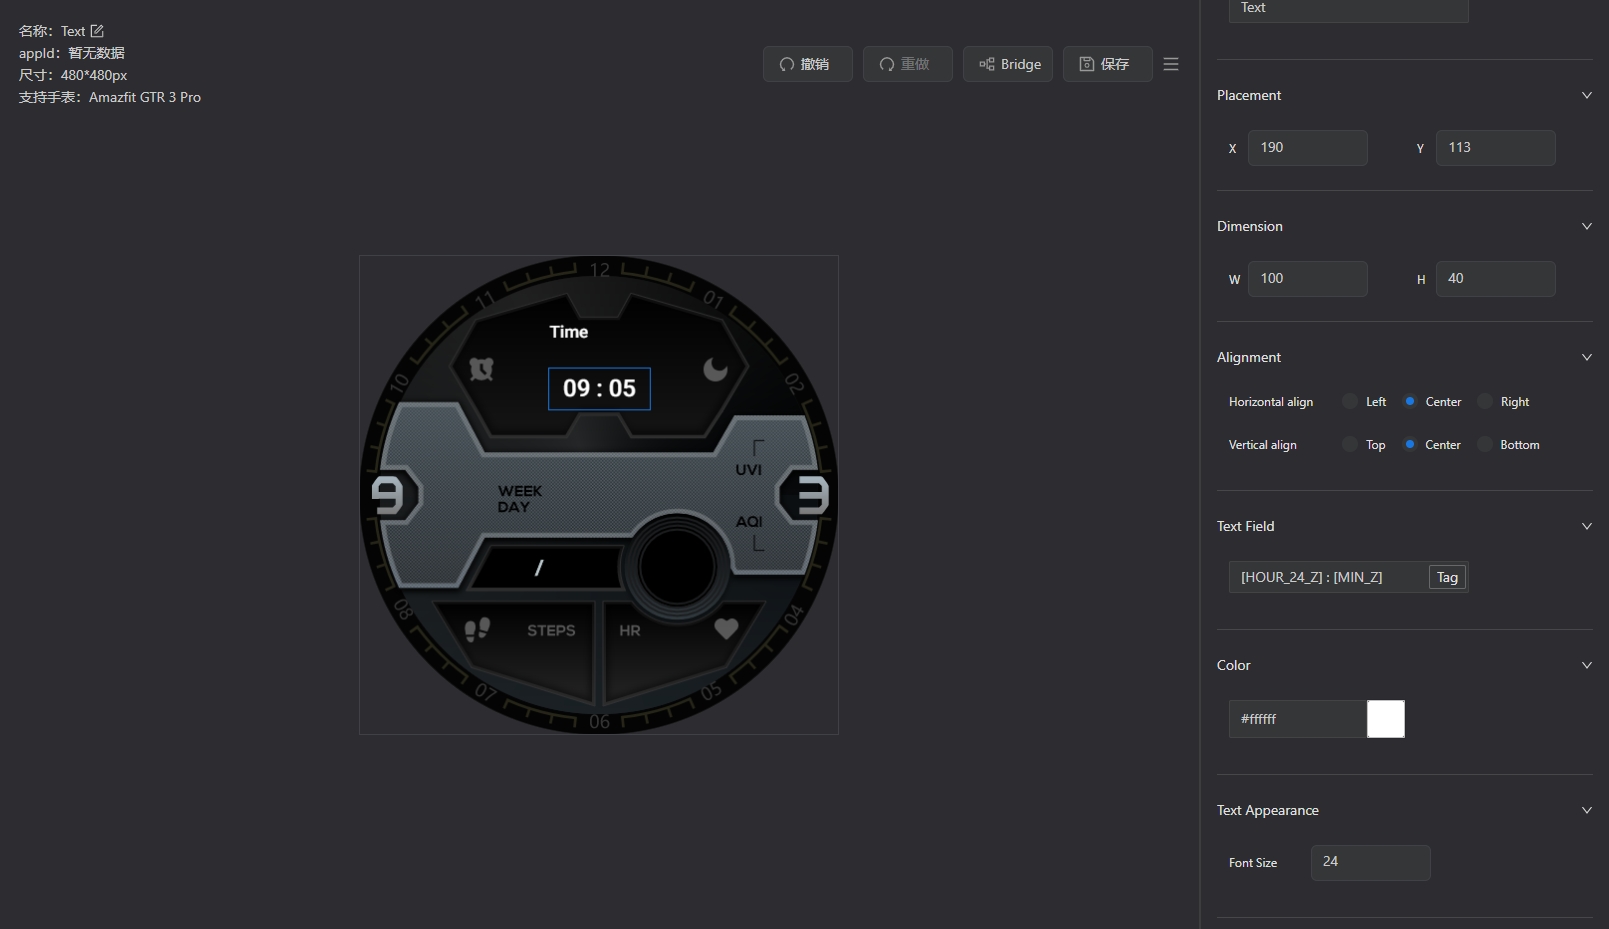 名称：Text
appId：暂无数据
尺寸：480*480px
支持手表：Amazfit GTR 3 Pro
撤销
重做
Bridge
保存
12
11
01
10
02
Time
09 : 05
9
3
UVI
WEEK
DAY
AQI
/
STEPS
HR
08
04
07
05
06
Text
Placement
X 190
Y 113
Dimension
W 100
H 40
Alignment
Horizontal align Left Center Right
Vertical align Top Center Bottom
Text Field
[HOUR_24_Z] : [MIN_Z] Tag
Color
#ffffff
Text Appearance
Font Size 24